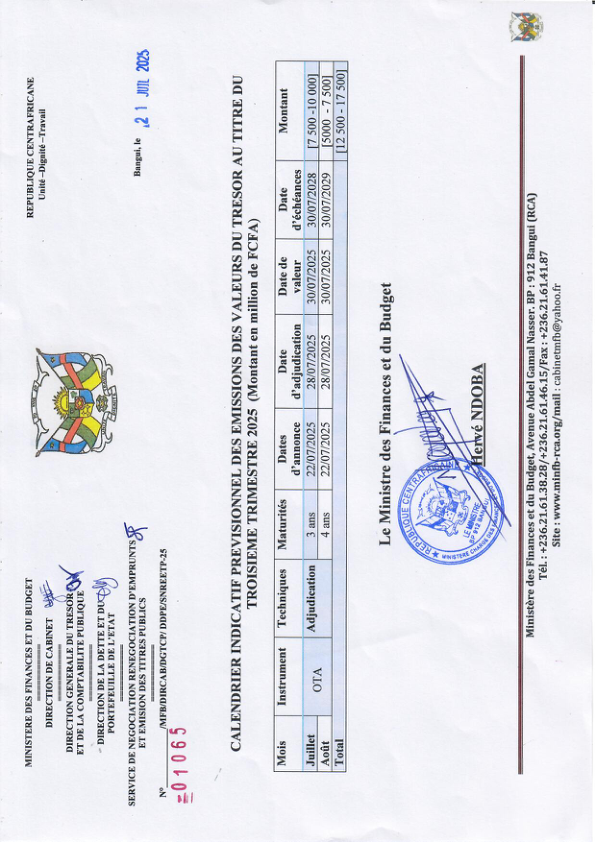 MINISTERE DES FINANCES ET DU BUDGET
==============
DIRECTION DE CABINET
==============
DIRECTION GENERALE DU TRESOR
ET DE LA COMPTABILITE PUBLIQUE
==============
DIRECTION DE LA DETTE ET DU
PORTEFEUILLE DE L'ETAT
==============
SERVICE DE NEGOCIATION RENEGOCIATION D'EMPRUNTS
ET EMISION DES TITRES PUBLICS
N°________/MFB/DIRCAB/DGTCP/ DDPE/SNREETP-25
01065
REPUBLIQUE CENTRAFRICAINE
Unité –Dignité –Travail
Bangui, le 21 JUIL 2025
CALENDRIER INDICATIF PREVISIONNEL DES EMISSIONS DES VALEURS DU TRESOR AU TITRE DU
TROISIEME TRIMESTRE 2025 (Montant en million de FCFA)
Mois Instrument Techniques Maturités Dates d'annonce Date d'adjudication Date de valeur Date d'échéances Montant
Juillet OTA Adjudication 3 ans 22/07/2025 28/07/2025 30/07/2025 30/07/2028 [7 500 -10 000]
Août 4 ans 22/07/2025 28/07/2025 30/07/2025 30/07/2029 [5000 - 7 500]
Total [12 500 - 17 500]
Le Ministre des Finances et du Budget
REPUBLIQUE CENTRAFRICAINE
LE MINISTRE
BP 912 BANGUI
Hervé NDOBA
Ministère des Finances et du Budget, Avenue Abdel Gamal Nasser. BP : 912 Bangui (RCA)
Tél. : +236.21.61.38.28/+236.21.61.46.15/Fax : +236.21.61.41.87
Site : www.minfb-rca.org/mail : cabinetmfb@yahoo.fr